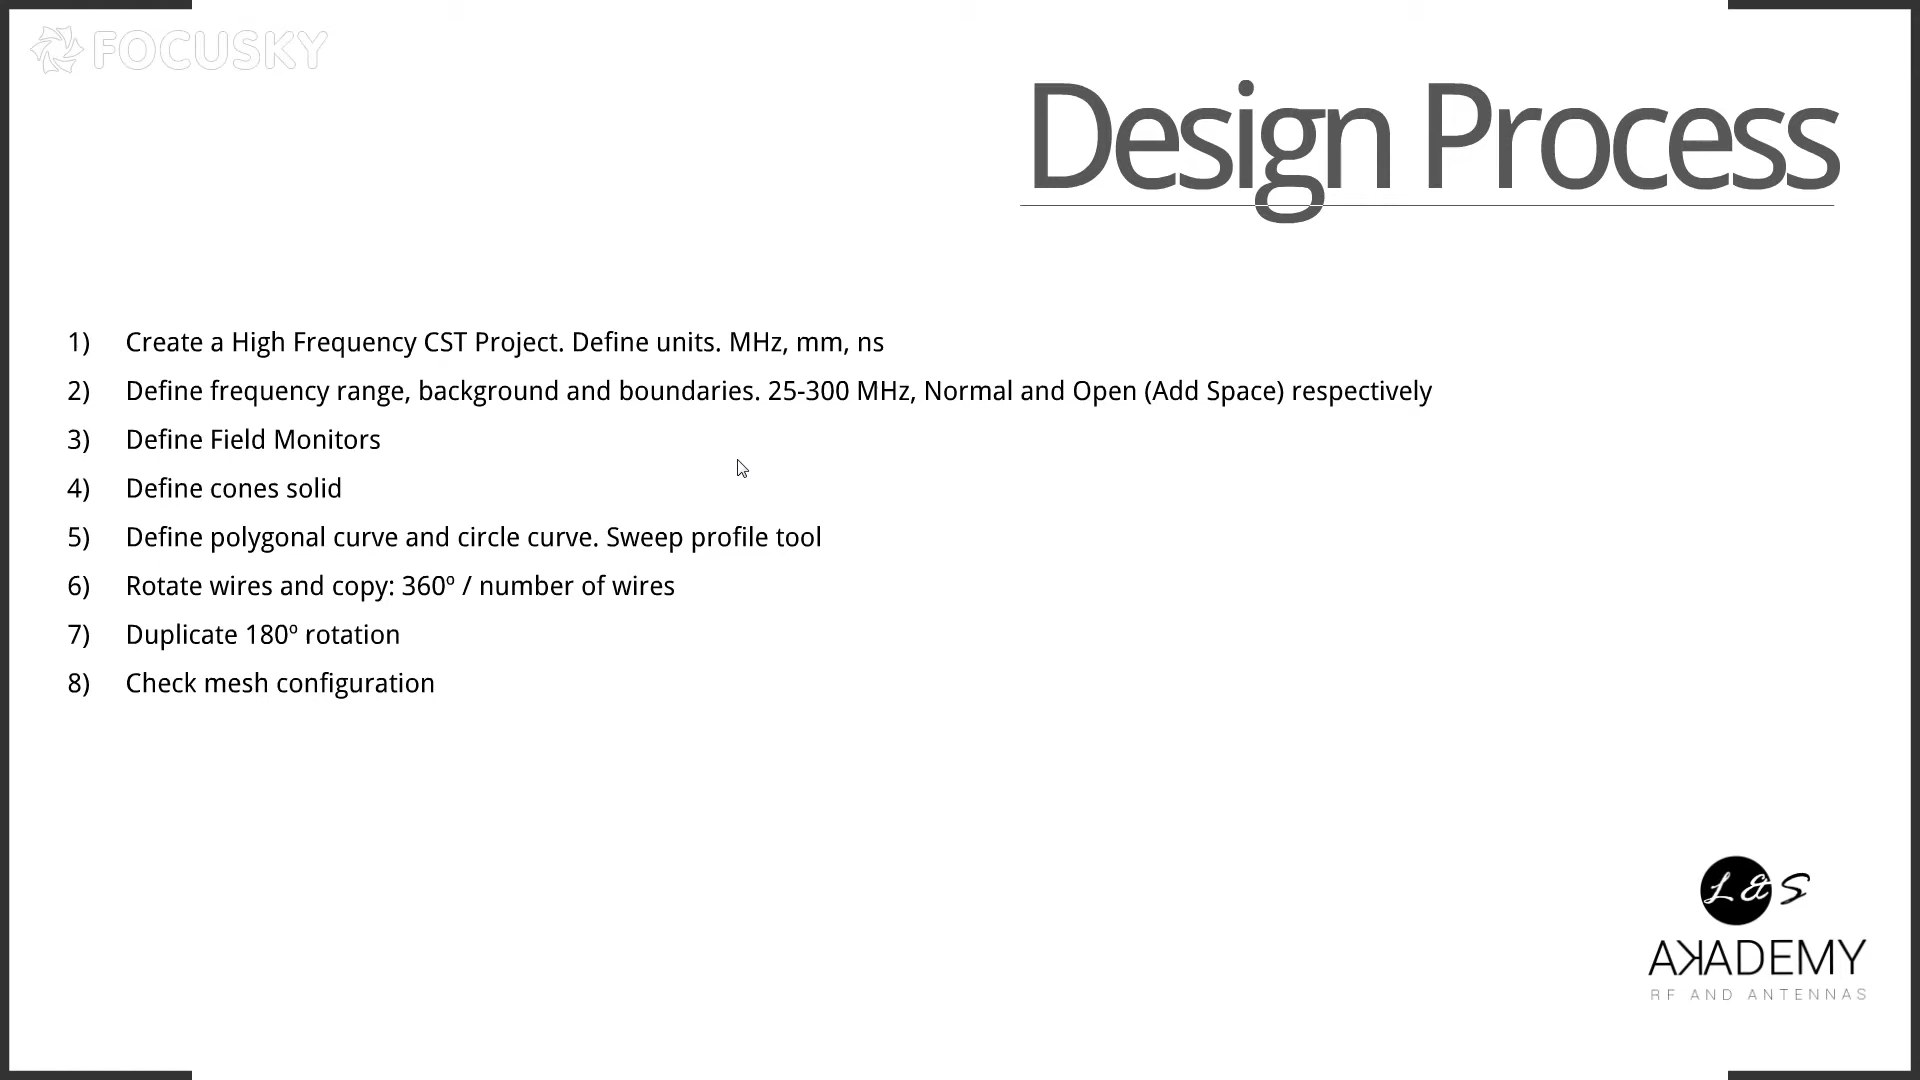 FOCUSKY
Design Process
1) Create a High Frequency CST Project. Define units. MHz, mm, ns
2) Define frequency range, background and boundaries. 25-300 MHz, Normal and Open (Add Space) respectively
3) Define Field Monitors
4) Define cones solid
5) Define polygonal curve and circle curve. Sweep profile tool
6) Rotate wires and copy: 360º / number of wires
7) Duplicate 180º rotation
8) Check mesh configuration
L & S
AKADEMY
RF AND ANTENNAS